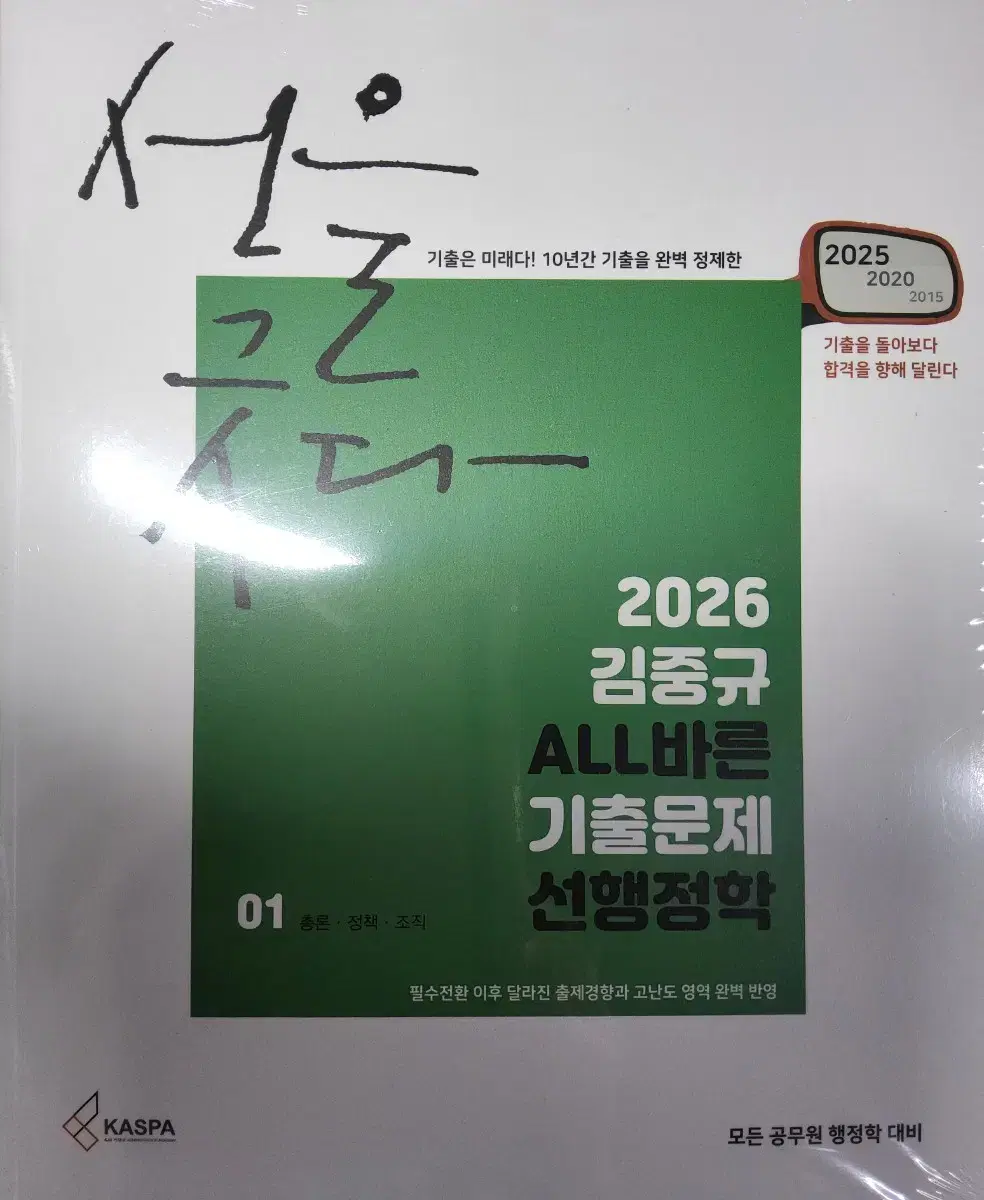 선을
긋다
기출은 미래다! 10년간 기출을 완벽 정제한
2025
2020
2015
기출을 돌아보다
합격을 향해 달린다
2026
김중규
ALL바른
기출문제
선행정학
01 총론 · 정책 · 조직
필수전환 이후 달라진 출제경향과 고난도 영역 완벽 반영
KASPA
모든 공무원 행정학 대비